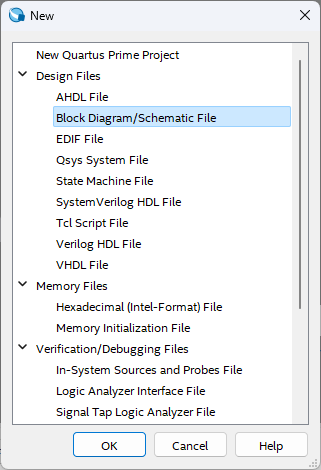 New
New Quartus Prime Project
Design Files
AHDL File
Block Diagram/Schematic File
EDIF File
Qsys System File
State Machine File
SystemVerilog HDL File
Tcl Script File
Verilog HDL File
VHDL File
Memory Files
Hexadecimal (Intel-Format) File
Memory Initialization File
Verification/Debugging Files
In-System Sources and Probes File
Logic Analyzer Interface File
Signal Tap Logic Analyzer File
OK Cancel Help